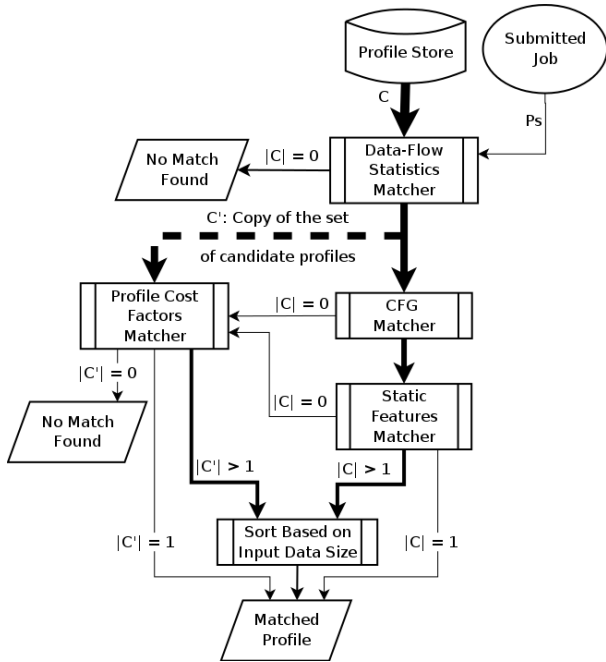 Profile Store
Submitted
Job
C
Ps
No Match
Found
|C| = 0
Data-Flow
Statistics
Matcher
C': Copy of the set
of candidate profiles
Profile Cost
Factors
Matcher
|C| = 0
CFG
Matcher
|C'| = 0
No Match
Found
|C| = 0
Static
Features
Matcher
|C'| > 1
|C| > 1
|C'| = 1
Sort Based on
Input Data Size
|C| = 1
Matched
Profile